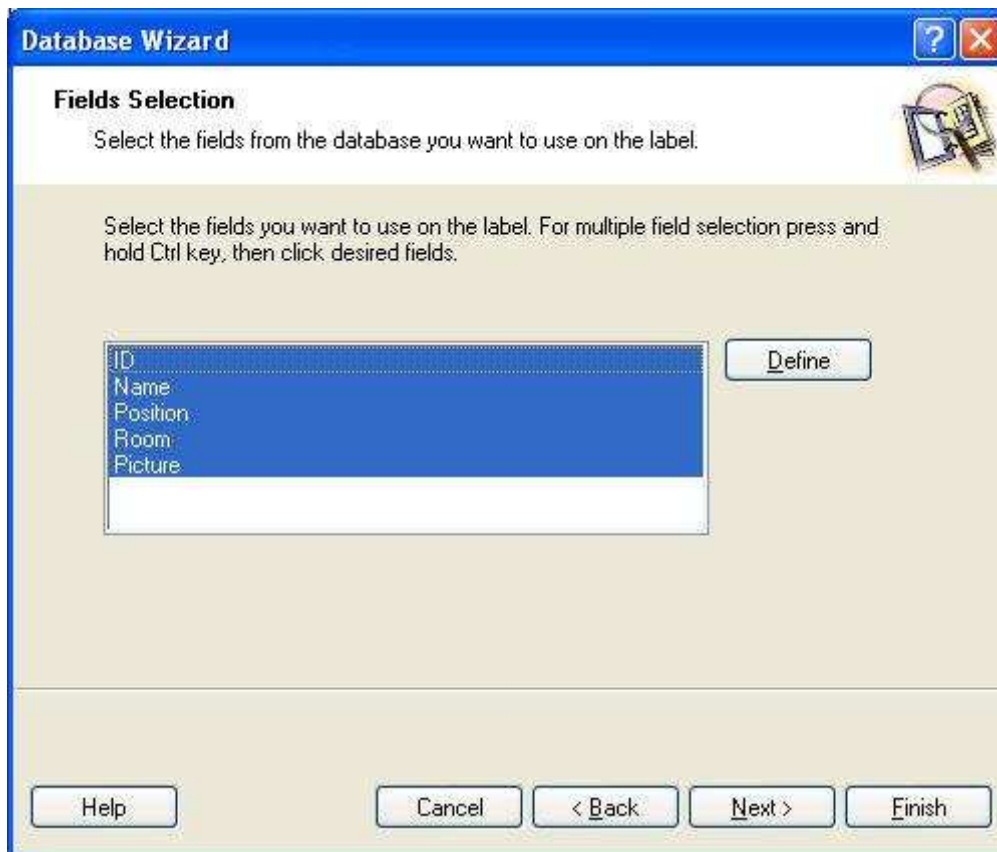 Database Wizard
?
Fields Selection
Select the fields from the database you want to use on the label.
Select the fields you want to use on the label. For multiple field selection press and
hold Ctrl key, then click desired fields.
ID
Define
Name
Position
Room
Picture
Help
Cancel
< Back
Next >
Finish